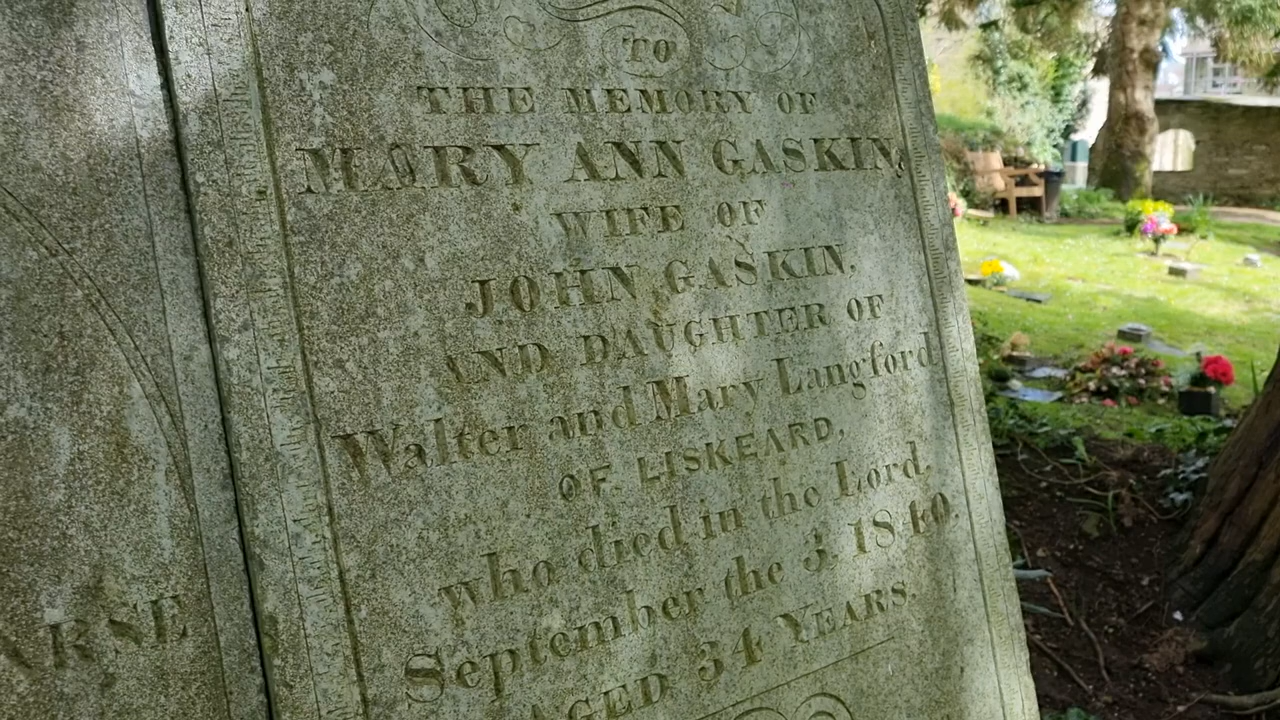 TO
THE MEMORY OF
MARY ANN GASKIN,
WIFE OF
JOHN GASKIN,
AND DAUGHTER OF
Walter and Mary Langford
OF LISKEARD,
who died in the Lord,
September the 3, 1840.
AGED 34 YEARS.
ARSE